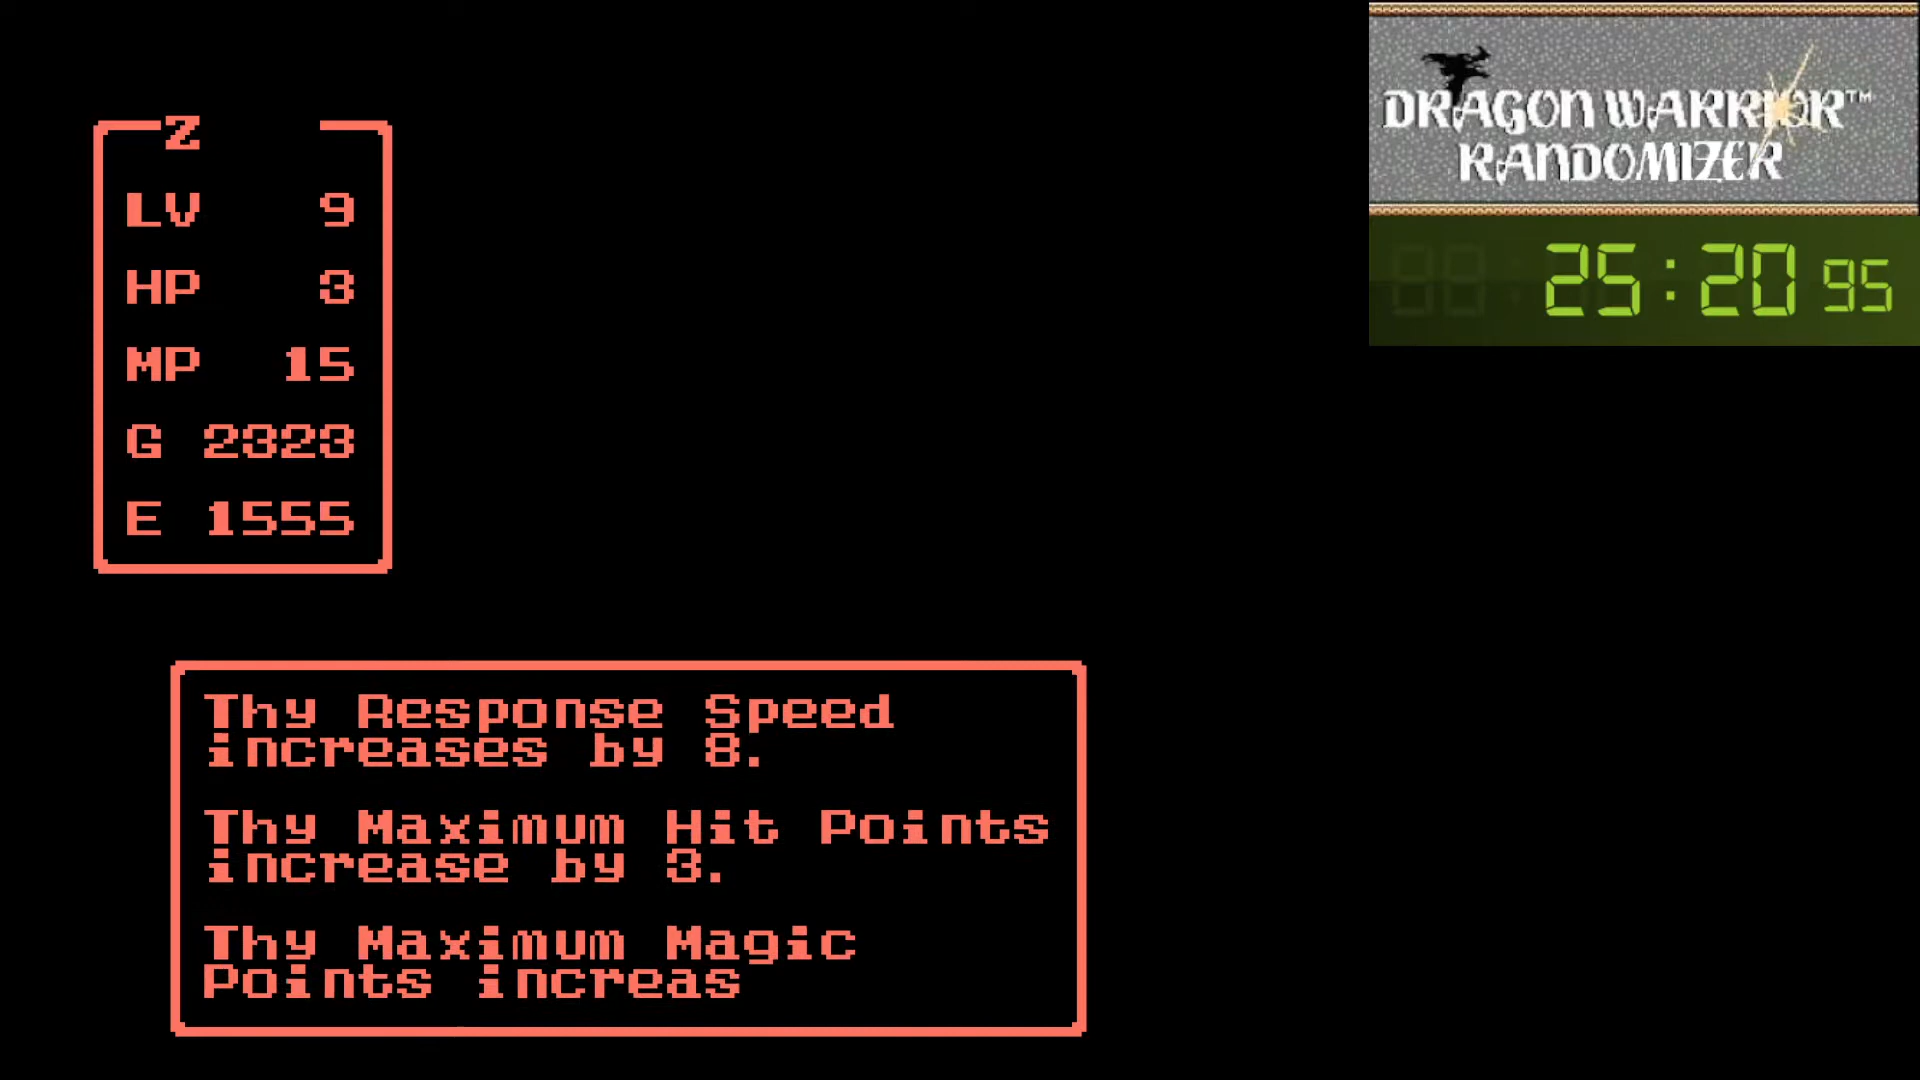 Z
LV 9
HP 3
MP 15
G 2323
E 1555
Thy Response Speed
increases by 8.
Thy Maximum Hit Points
increase by 3.
Thy Maximum Magic
Points increas
DRAGON WARRIOR™
RANDOMIZER
25:20 95